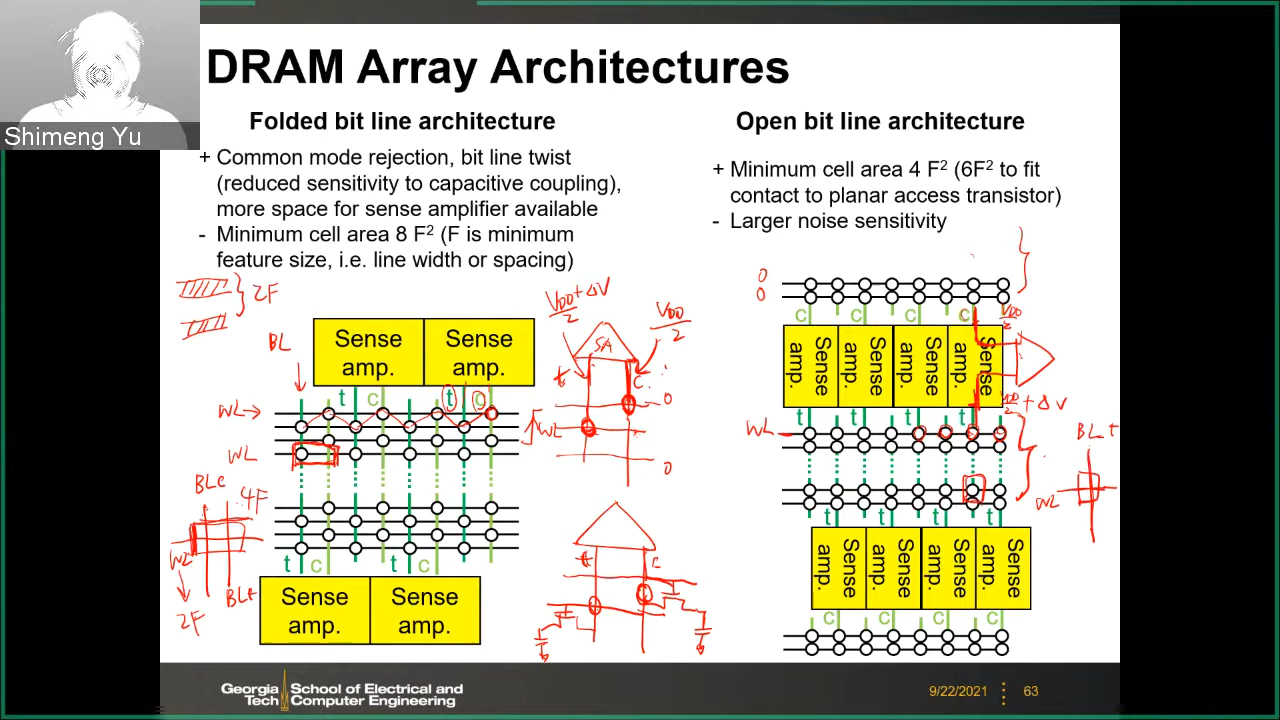 DRAM Array Architectures
Shimeng Yu
Folded bit line architecture
+ Common mode rejection, bit line twist
(reduced sensitivity to capacitive coupling),
more space for sense amplifier available
- Minimum cell area 8 F² (F is minimum
feature size, i.e. line width or spacing)
2F
BL
Sense amp.
Sense amp.
t c t c
WL
WL
BLc
4F
WL
2F
BLt
t c t c
Sense amp.
Sense amp.
VDD/2 + ΔV
VDD/2
SA
t
C
0
WL
0
t
Open bit line architecture
+ Minimum cell area 4 F² (6F² to fit
contact to planar access transistor)
- Larger noise sensitivity
0
0
c c c c
VDD/2
Sense amp.
Sense amp.
Sense amp.
Sense amp.
t t t t
VDD/2 + ΔV
WL
BLt
WL
t t t t
Sense amp.
Sense amp.
Sense amp.
Sense amp.
c c c c
Georgia Tech
School of Electrical and
Computer Engineering
9/22/2021
63